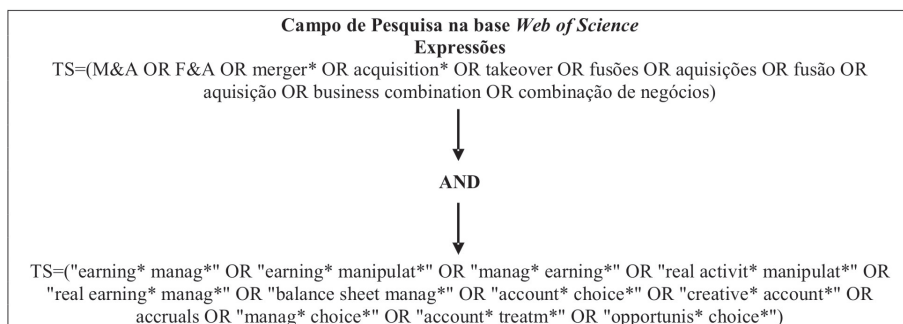 Campo de Pesquisa na base Web of Science
Expressões
TS=(M&A OR F&A OR merger* OR acquisition* OR takeover OR fusões OR aquisições OR fusão OR
aquisição OR business combination OR combinação de negócios)
AND
TS=("earning* manag*" OR "earning* manipulat*" OR "manag* earning*" OR "real activit* manipulat*" OR
"real earning* manag*" OR "balance sheet manag*" OR "account* choice*" OR "creative* account*" OR
accruals OR "manag* choice*" OR "account* treatm*" OR "opportunis* choice*")